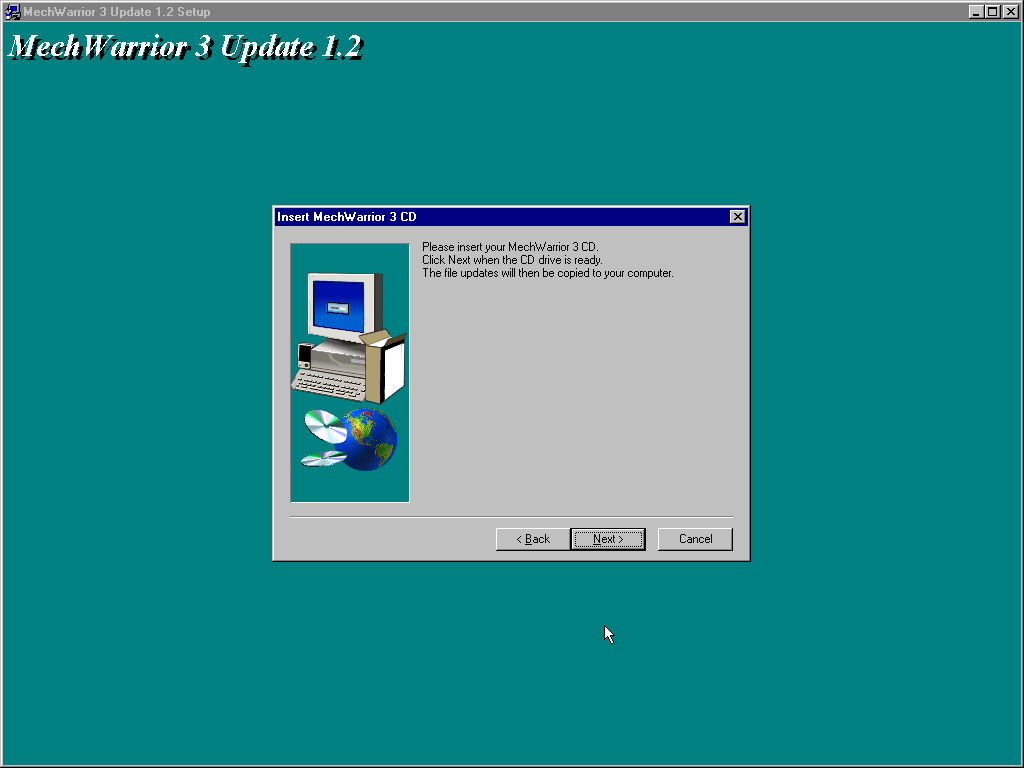 MechWarrior 3 Update 1.2 Setup
MechWarrior 3 Update 1.2
Insert MechWarrior 3 CD
Please insert your MechWarrior 3 CD.
Click Next when the CD drive is ready.
The file updates will then be copied to your computer.
< Back Next > Cancel